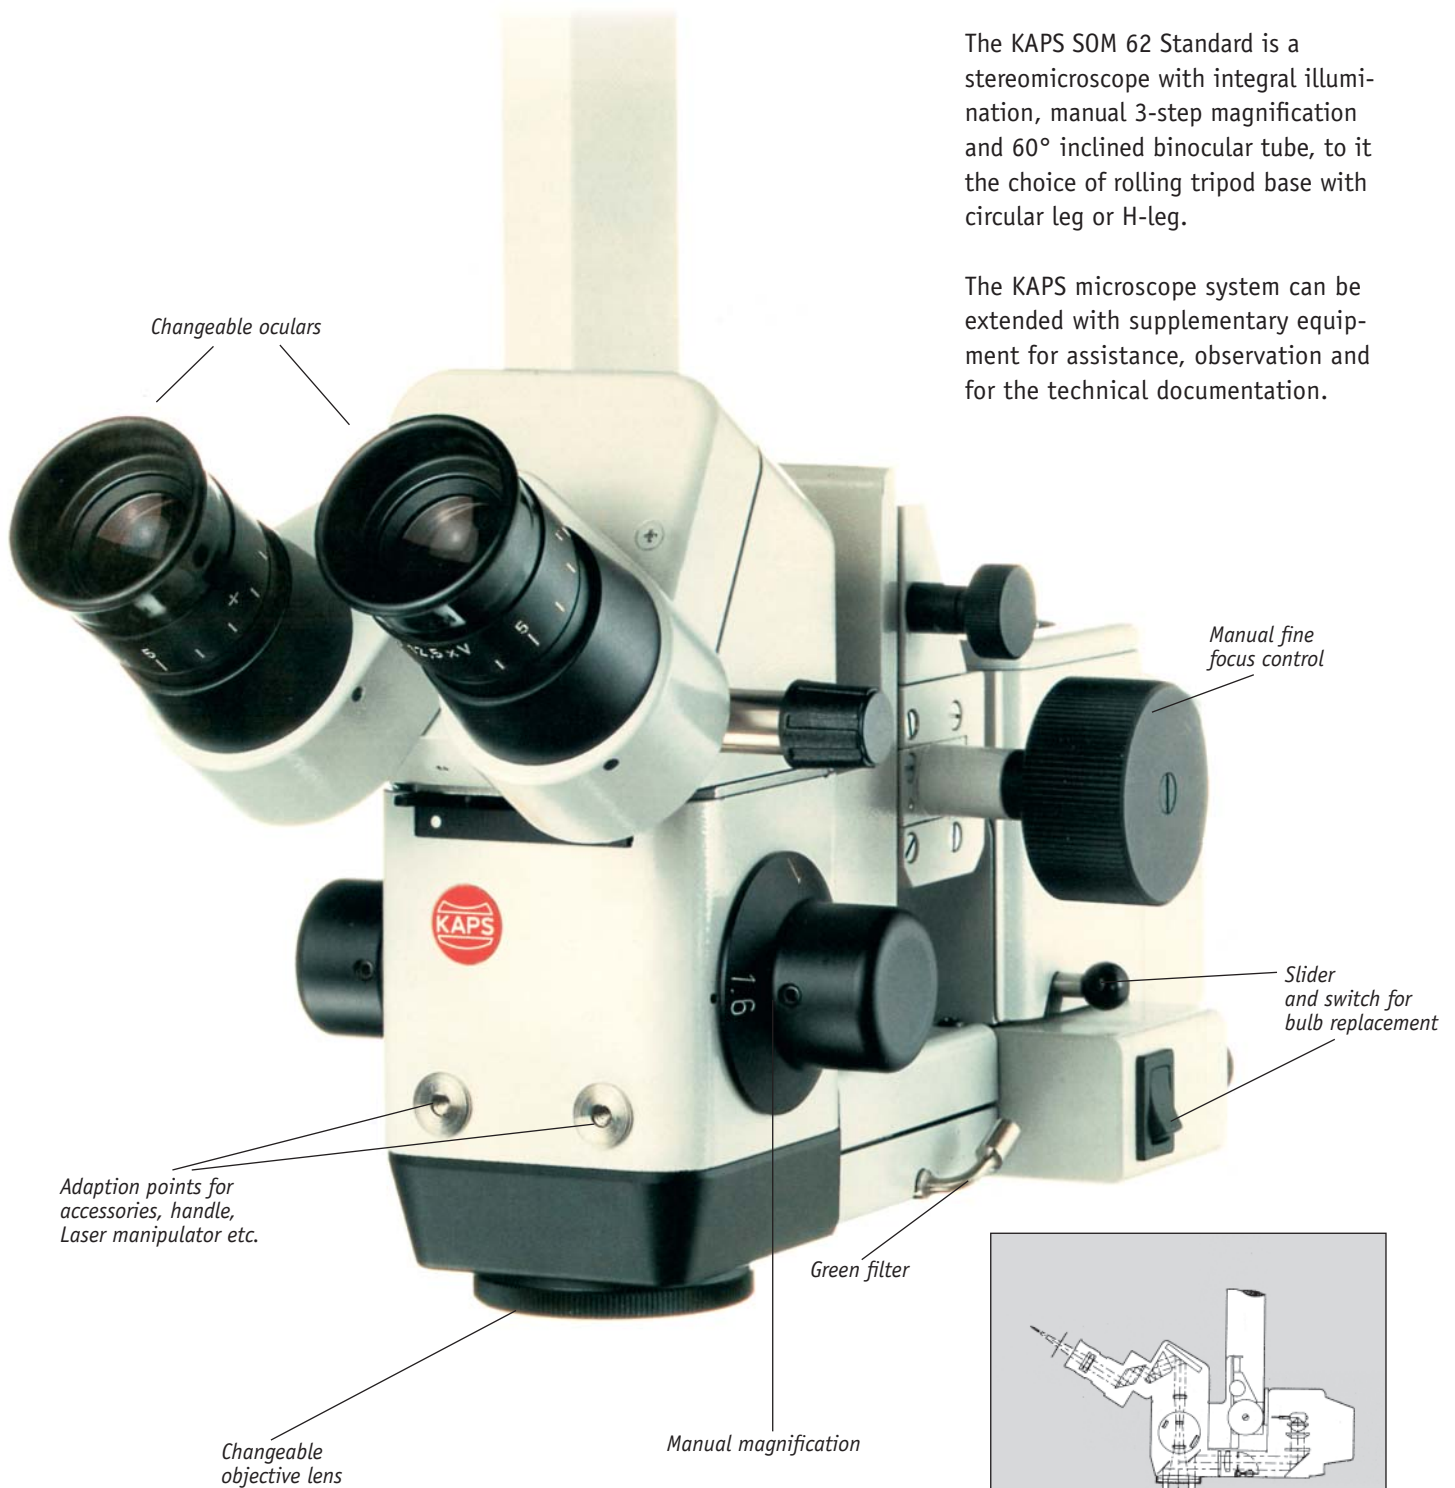 The KAPS SOM 62 Standard is a
stereomicroscope with integral illumi-
nation, manual 3-step magnification
and 60° inclined binocular tube, to it
the choice of rolling tripod base with
circular leg or H-leg.
The KAPS microscope system can be
extended with supplementary equip-
ment for assistance, observation and
for the technical documentation.
Changeable oculars
Manual fine
focus control
5
+
2,5xV
5
KAPS
1.6
Slider
and switch for
bulb replacement
Adaption points for
accessories, handle,
Laser manipulator etc.
Green filter
Manual magnification
Changeable
objective lens